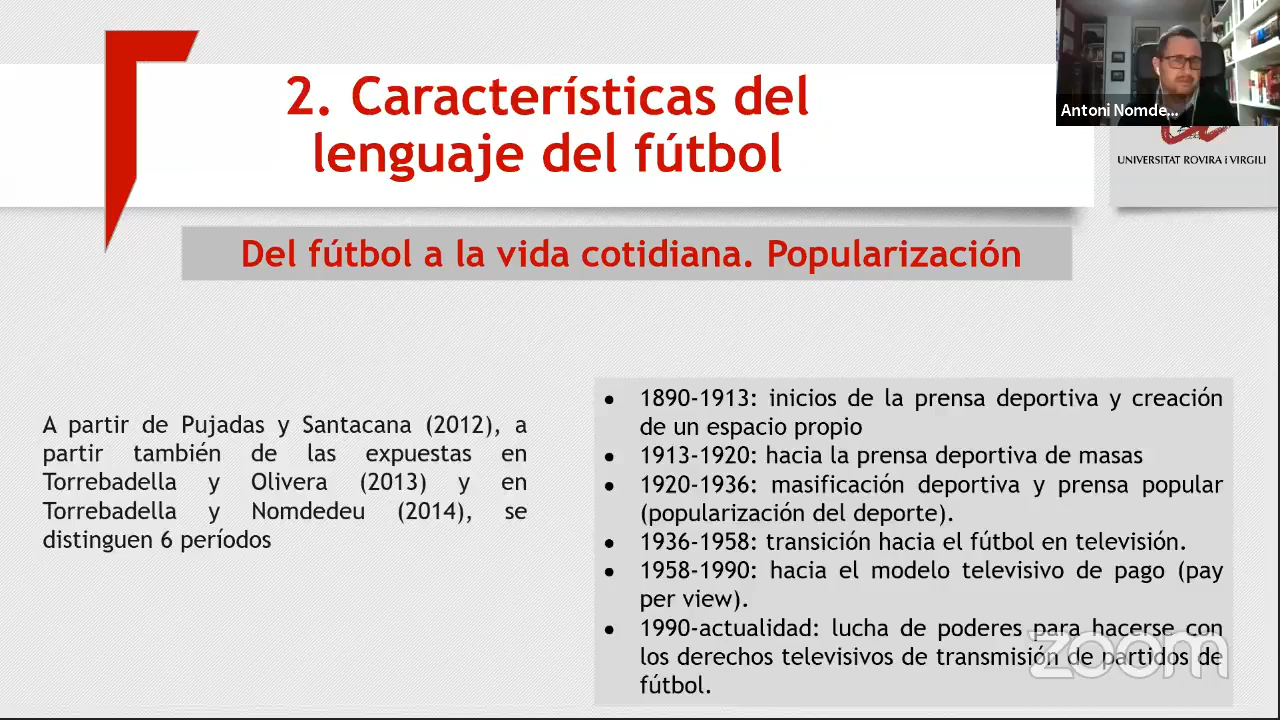 2. Características del
lenguaje del fútbol
Antoni Nomde...
UNIVERSITAT ROVIRA i VIRGILI
Del fútbol a la vida cotidiana. Popularización
A partir de Pujadas y Santacana (2012), a
partir también de las expuestas en
Torrebadella y Olivera (2013) y en
Torrebadella y Nomdedeu (2014), se
distinguen 6 períodos
• 1890-1913: inicios de la prensa deportiva y creación
de un espacio propio
• 1913-1920: hacia la prensa deportiva de masas
• 1920-1936: masificación deportiva y prensa popular
(popularización del deporte).
• 1936-1958: transición hacia el fútbol en televisión.
• 1958-1990: hacia el modelo televisivo de pago (pay
per view).
• 1990-actualidad: lucha de poderes para hacerse con
los derechos televisivos de transmisión de partidos de
fútbol.
zoom